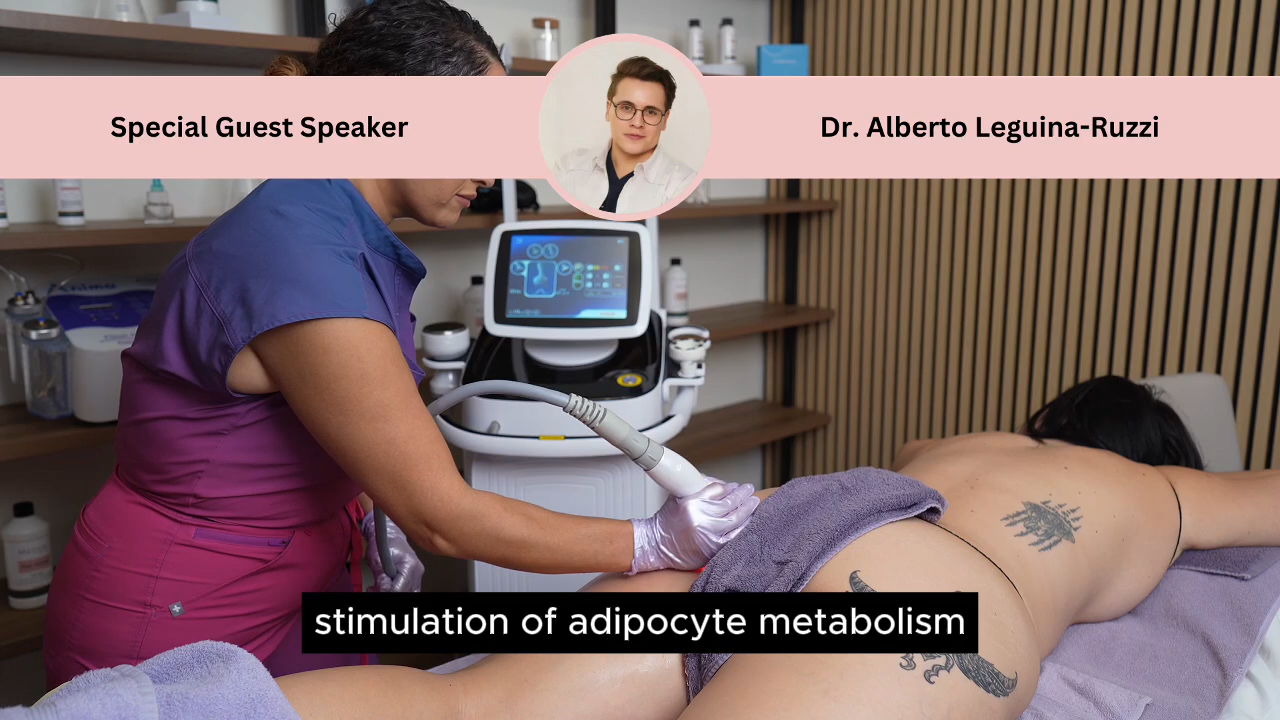 Special Guest Speaker
Dr. Alberto Leguina-Ruzzi
stimulation of adipocyte metabolism